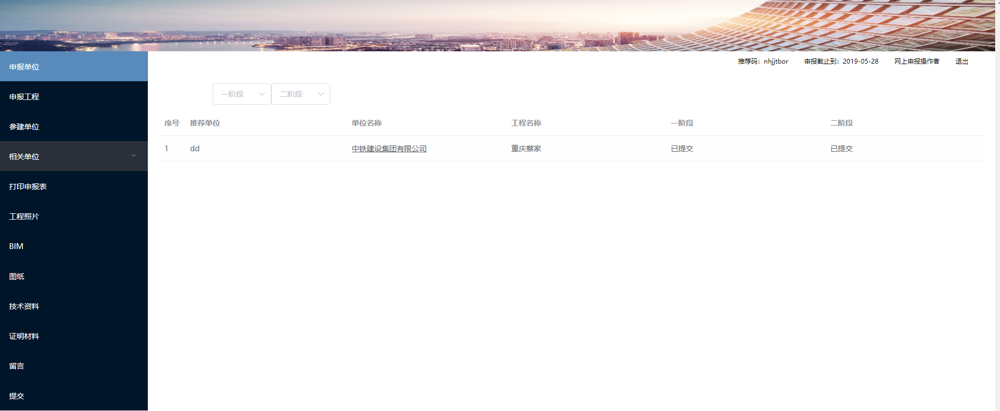 推荐码：nhjjtbor 申报截止到：2019-05-28 网上申报操作者 退出
申报单位
申报工程
参建单位
相关单位
打印申报表
工程照片
BIM
图纸
技术资料
证明材料
留言
提交
一阶段 二阶段
序号 推荐单位 单位名称 工程名称 一阶段 二阶段
1 dd 中铁建设集团有限公司 重庆蔡家 已提交 已提交